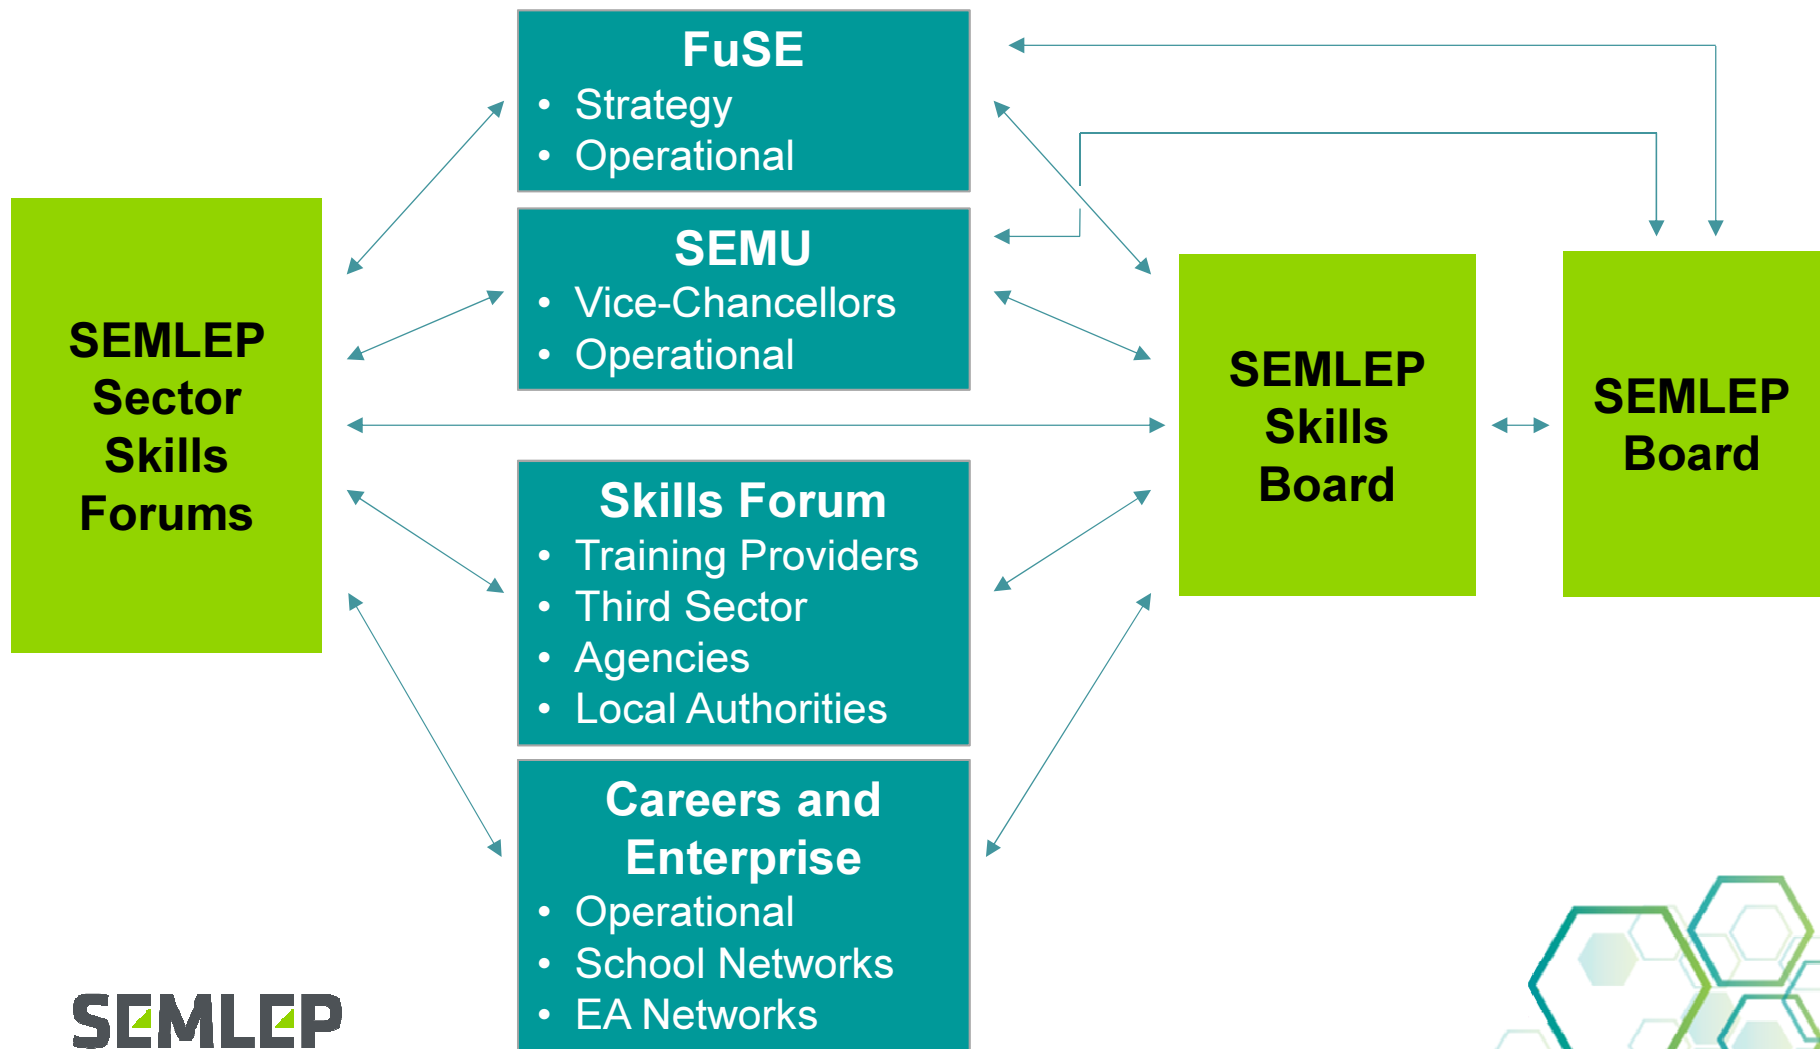 FuSE
• Strategy
• Operational
SEMU
• Vice-Chancellors
• Operational
SEMLEP
Sector
Skills
Forums
Skills Forum
• Training Providers
• Third Sector
• Agencies
• Local Authorities
Careers and
Enterprise
• Operational
• School Networks
• EA Networks
SEMLEP
Skills
Board
SEMLEP
Board
SEMLEP